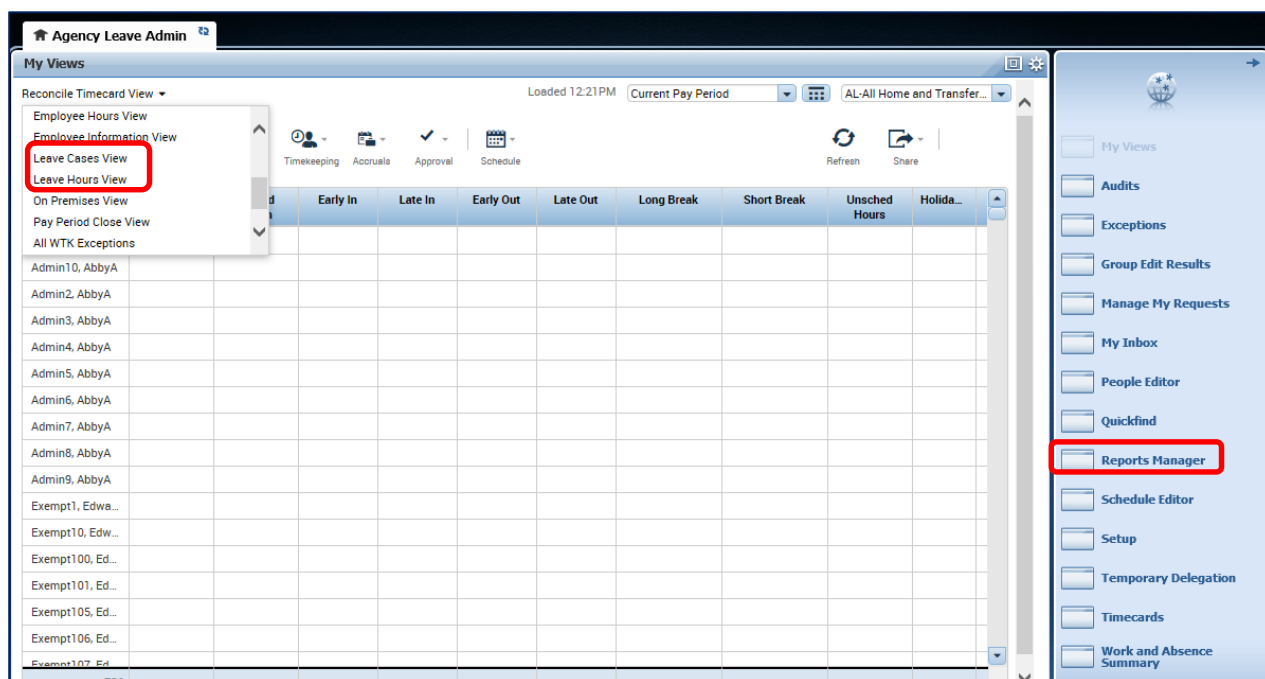 Agency Leave Admin
My Views
Reconcile Timecard View
Loaded 12:21PM
Current Pay Period
AL-All Home and Transfer...
Employee Hours View
Employee Information View
Leave Cases View
Leave Hours View
On Premises View
Pay Period Close View
All WTK Exceptions
Timekeeping
Accruals
Approval
Schedule
Refresh
Share
Early In
Late In
Early Out
Late Out
Long Break
Short Break
Unsched
Hours
Holida...
Admin10, AbbyA
Admin2, AbbyA
Admin3, AbbyA
Admin4, AbbyA
Admin5, AbbyA
Admin6, AbbyA
Admin7, AbbyA
Admin8, AbbyA
Admin9, AbbyA
Exempt1, Edwa...
Exempt10, Edw...
Exempt100, Ed...
Exempt101, Ed...
Exempt105, Ed...
Exempt106, Ed...
Exempt107, Ed...
My Views
Audits
Exceptions
Group Edit Results
Manage My Requests
My Inbox
People Editor
Quickfind
Reports Manager
Schedule Editor
Setup
Temporary Delegation
Timecards
Work and Absence
Summary